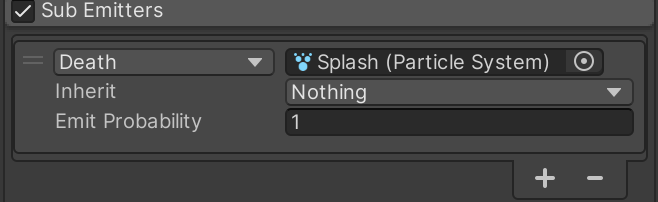 Sub Emitters
Death Splash (Particle System)
Inherit Nothing
Emit Probability 1